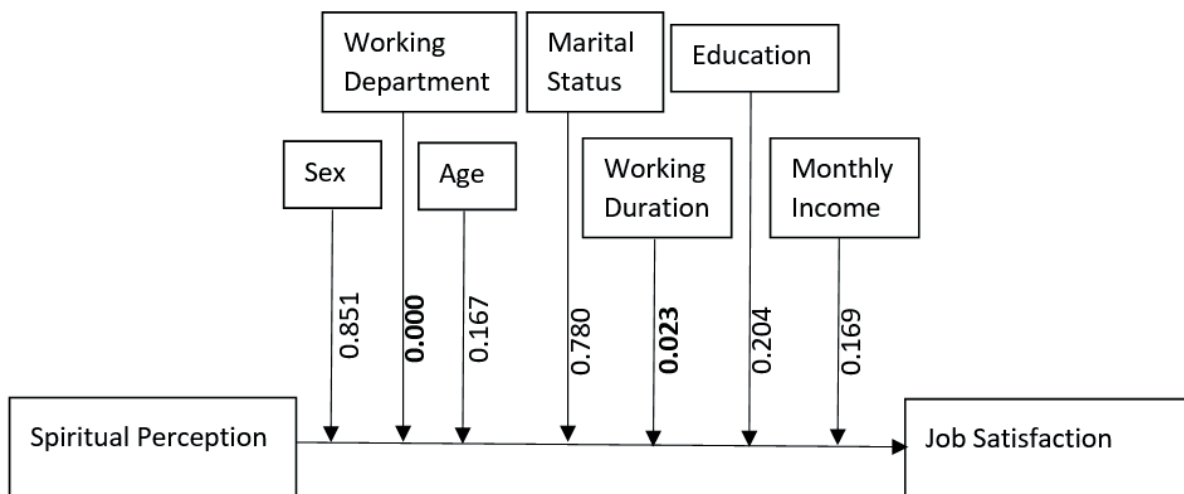 Working
Department
Marital
Status
Education
Sex
Age
Working
Duration
Monthly
Income
0.851
0.000
0.167
0.780
0.023
0.204
0.169
Spiritual Perception
Job Satisfaction